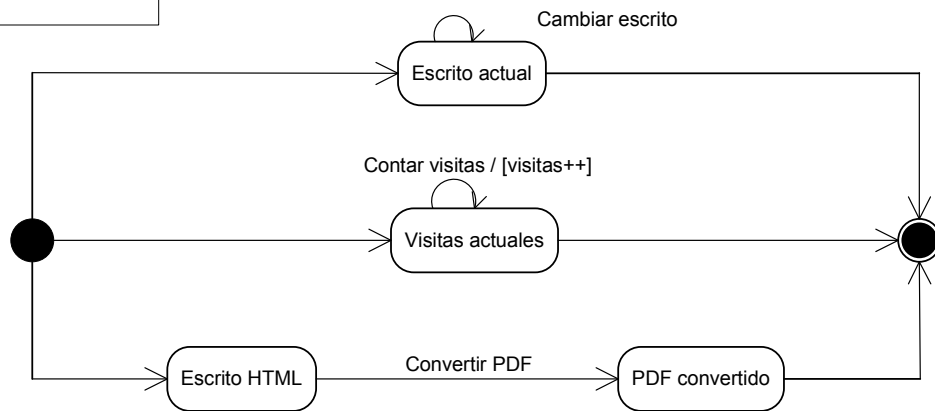 Cambiar escrito
Escrito actual
Contar visitas / [visitas++]
Visitas actuales
Escrito HTML
Convertir PDF
PDF convertido